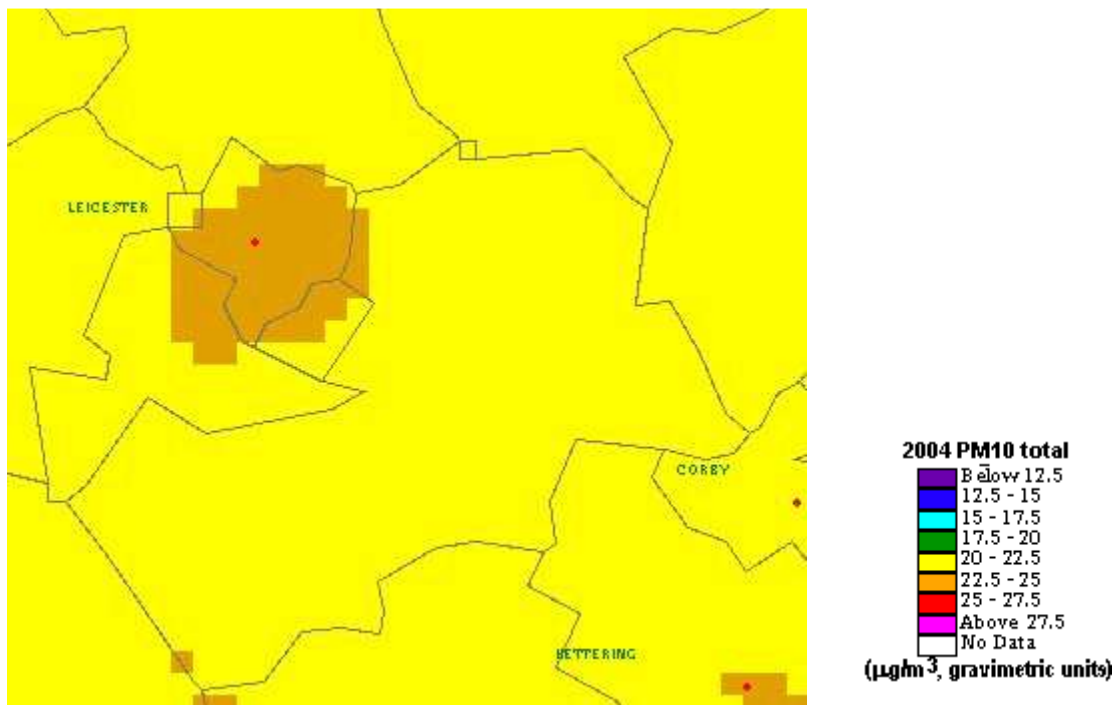 LEICESTER
CORBY
KETTERING
2004 PM10 total
Below 12.5
12.5 - 15
15 - 17.5
17.5 - 20
20 - 22.5
22.5 - 25
25 - 27.5
Above 27.5
No Data
(µg/m³, gravimetric units)